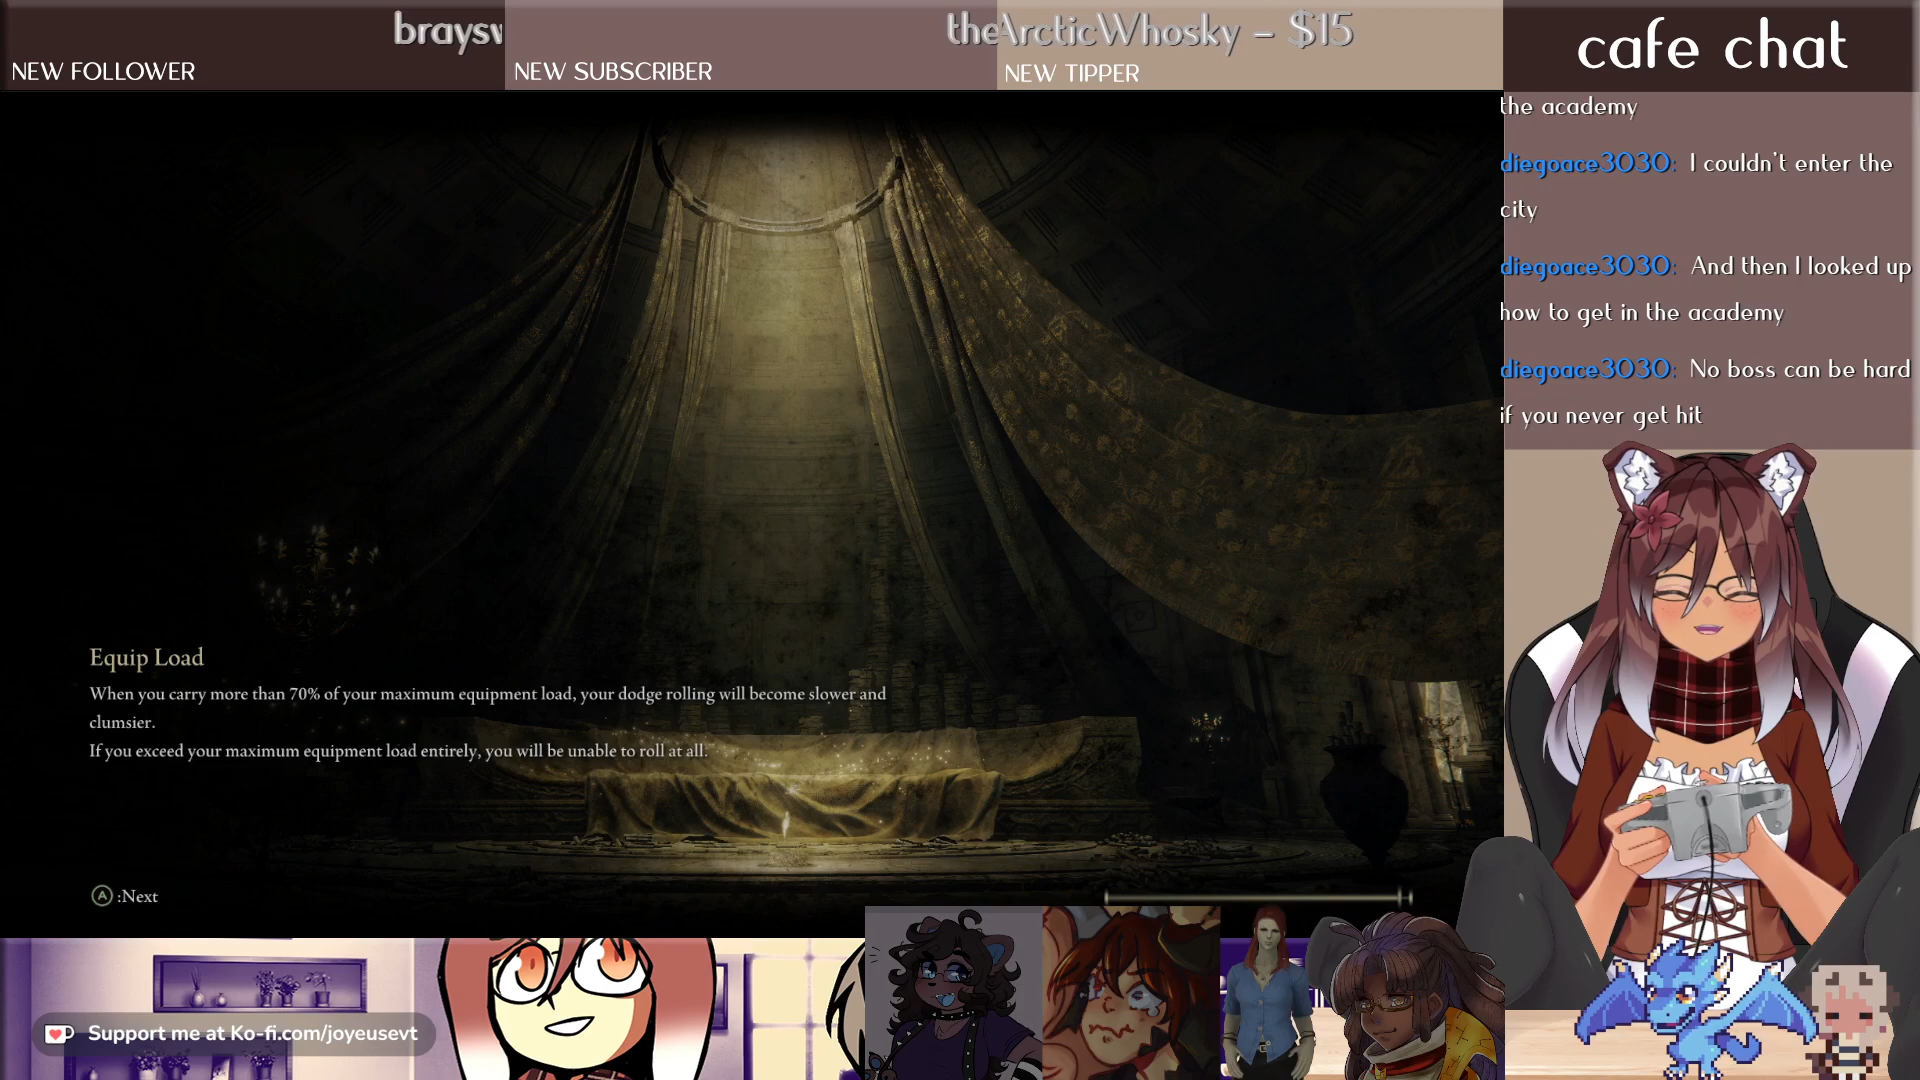 braysw
NEW FOLLOWER
NEW SUBSCRIBER
theArcticWhosky – $15
NEW TIPPER
cafe chat
the academy
diegoace3030: I couldn't enter the
city
diegoace3030: And then I looked up
how to get in the academy
diegoace3030: No boss can be hard
if you never get hit
Equip Load
When you carry more than 70% of your maximum equipment load, your dodge rolling will become slower and
clumsier.
If you exceed your maximum equipment load entirely, you will be unable to roll at all.
A :Next
Support me at Ko-fi.com/joyeusevt